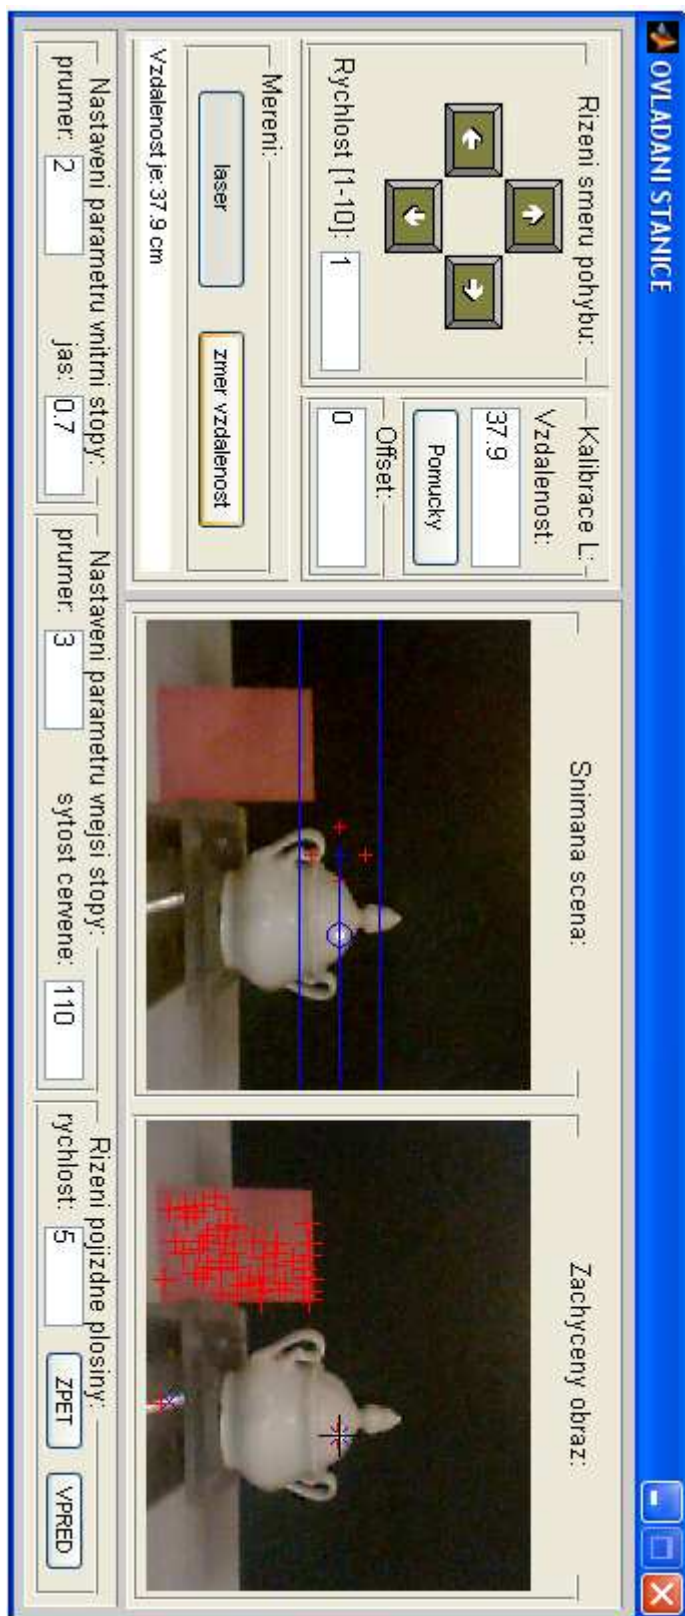 OVLADANI STANICE
Rizeni smeru pohybu:
Rychlost [1-10]: 1
Kalibrace L:
Vzdalenost:
37.9
Pomucky
Offset:
0
Mereni:
laser
zmer vzdalenost
Vzdalenost je: 37.9 cm
Snimana scena:
Zachyceny obraz:
Nastaveni parametru vnitrni stopy:
prumer: 2 jas: 0.7
Nastaveni parametru vnejsi stopy:
prumer: 3 sytost cervene: 110
Rizeni pojizdne plosiny:
rychlost: 5 ZPET VPRED